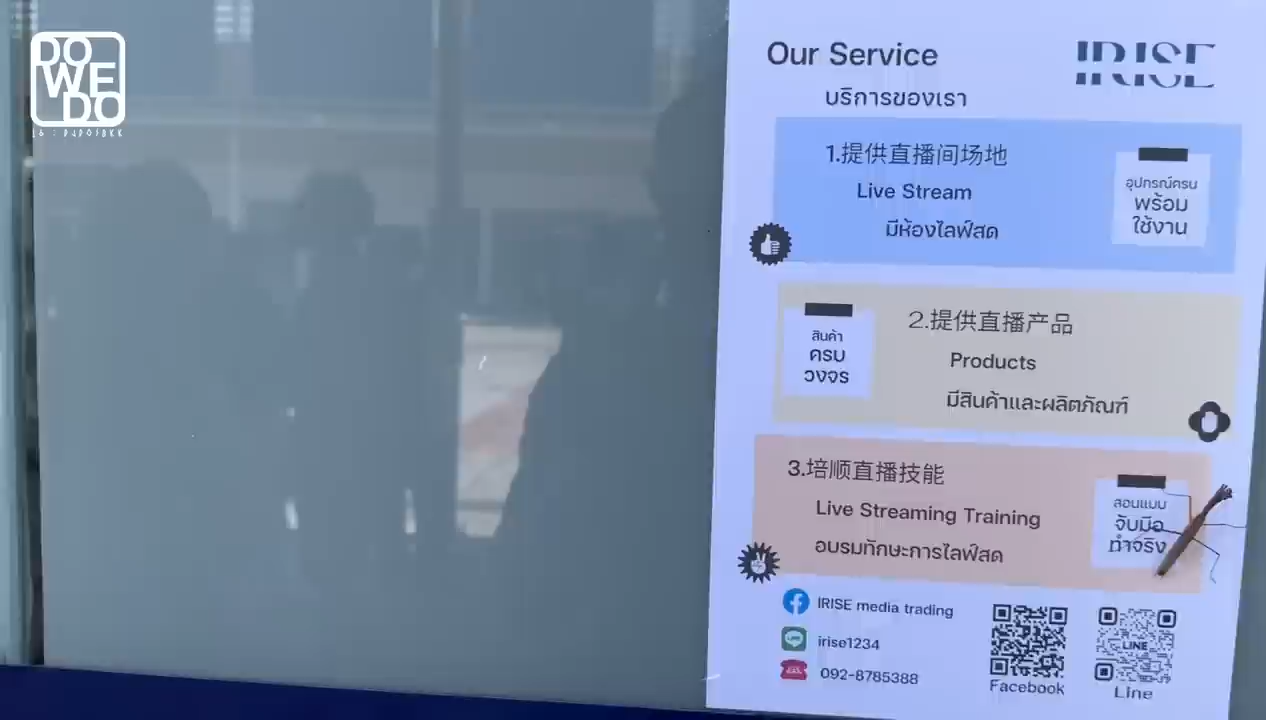 DO
WE
DO
Our Service
IRISE
บริการของเรา
1.提供直播间场地
Live Stream
มีห้องไลฟ์สด
อุปกรณ์ครบ
พร้อม
ใช้งาน
สินค้า
ครบ
วงจร
2.提供直播产品
Products
มีสินค้าและผลิตภัณฑ์
3.培顺直播技能
Live Streaming Training
อบรมทักษะการไลฟ์สด
สอนแบบ
จับมือ
ทำจริง
IRISE media trading
irise1234
092-8785388
Facebook
LINE
Line